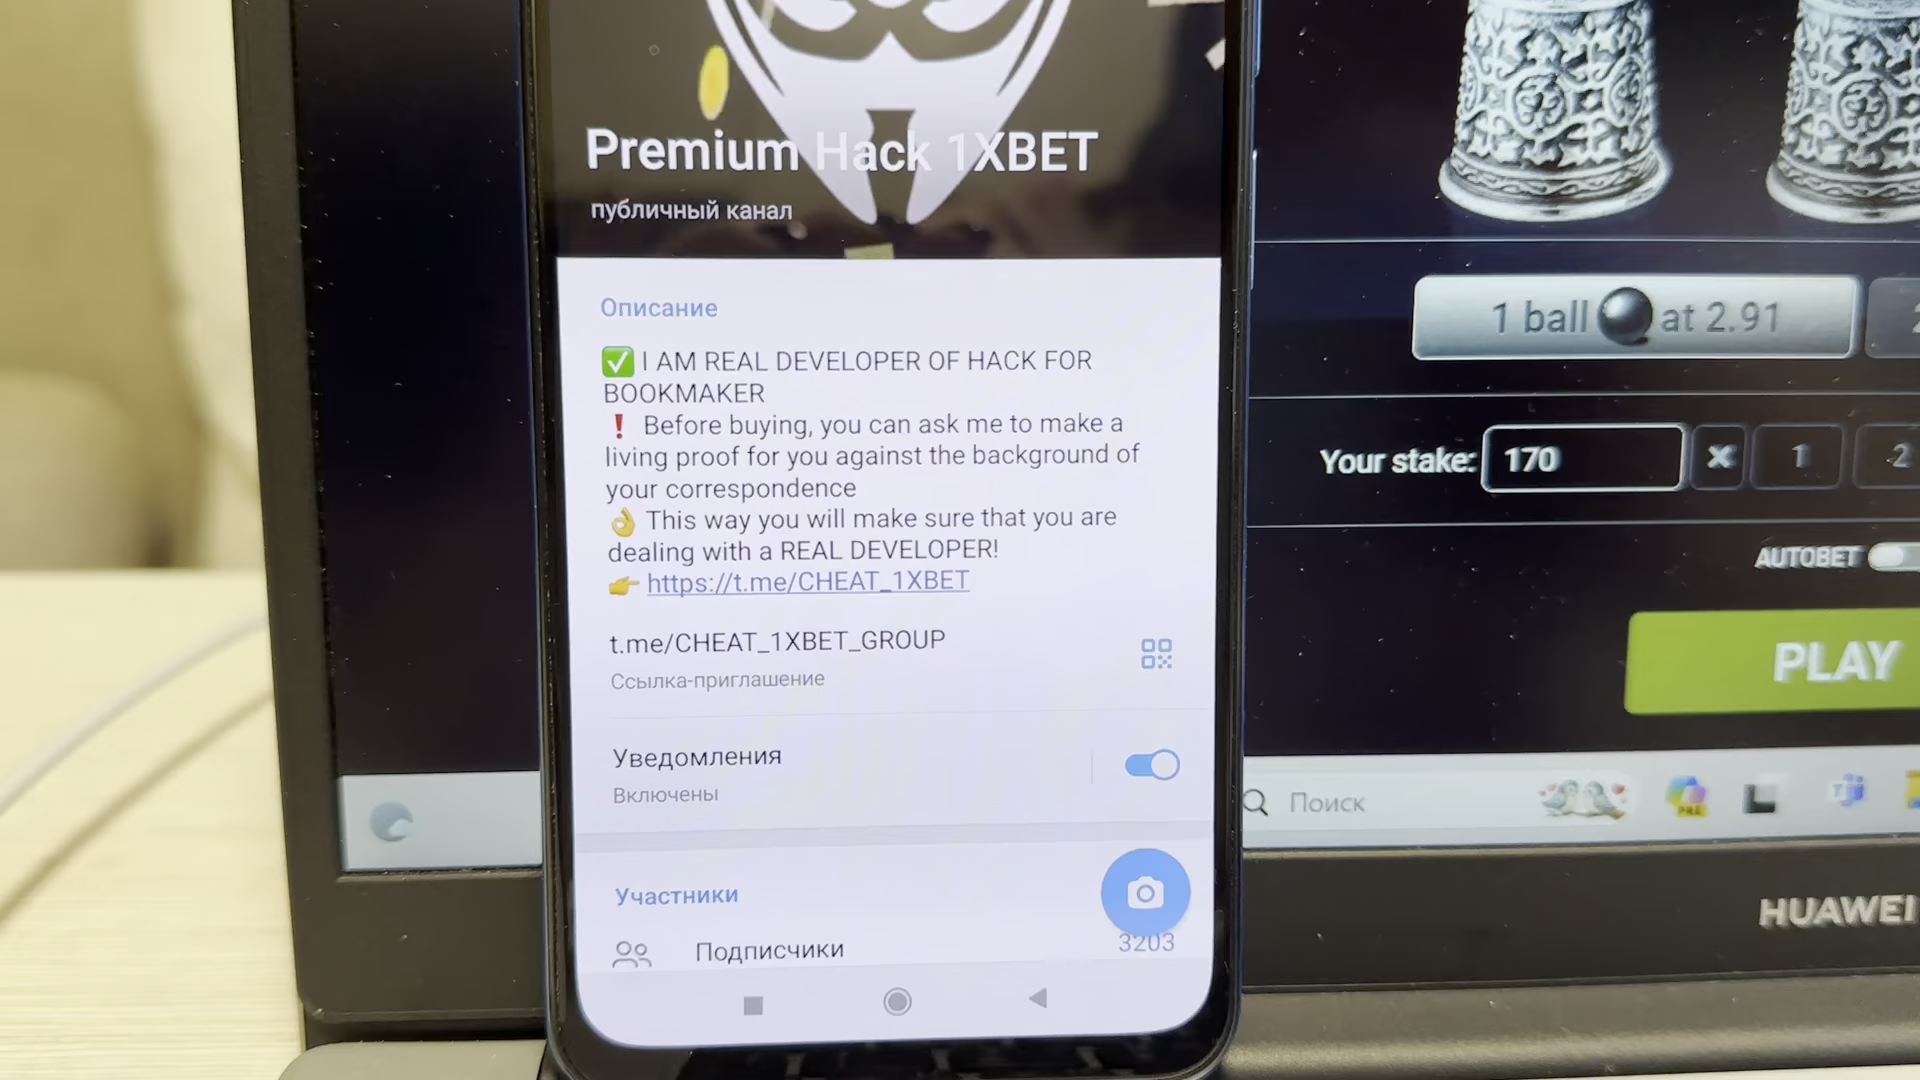 Premium Hack 1XBET
публичный канал
Описание
✅ I AM REAL DEVELOPER OF HACK FOR
BOOKMAKER
❗ Before buying, you can ask me to make a
living proof for you against the background of
your correspondence
👌 This way you will make sure that you are
dealing with a REAL DEVELOPER!
👉 https://t.me/CHEAT_1XBET
t.me/CHEAT_1XBET_GROUP
Ссылка-приглашение
Уведомления
Включены
Участники
Подписчики
3203
1 ball at 2.91
2
Your stake: 170
X 1 2
AUTOBET
PLAY
Поиск
PRE
HUAWEI